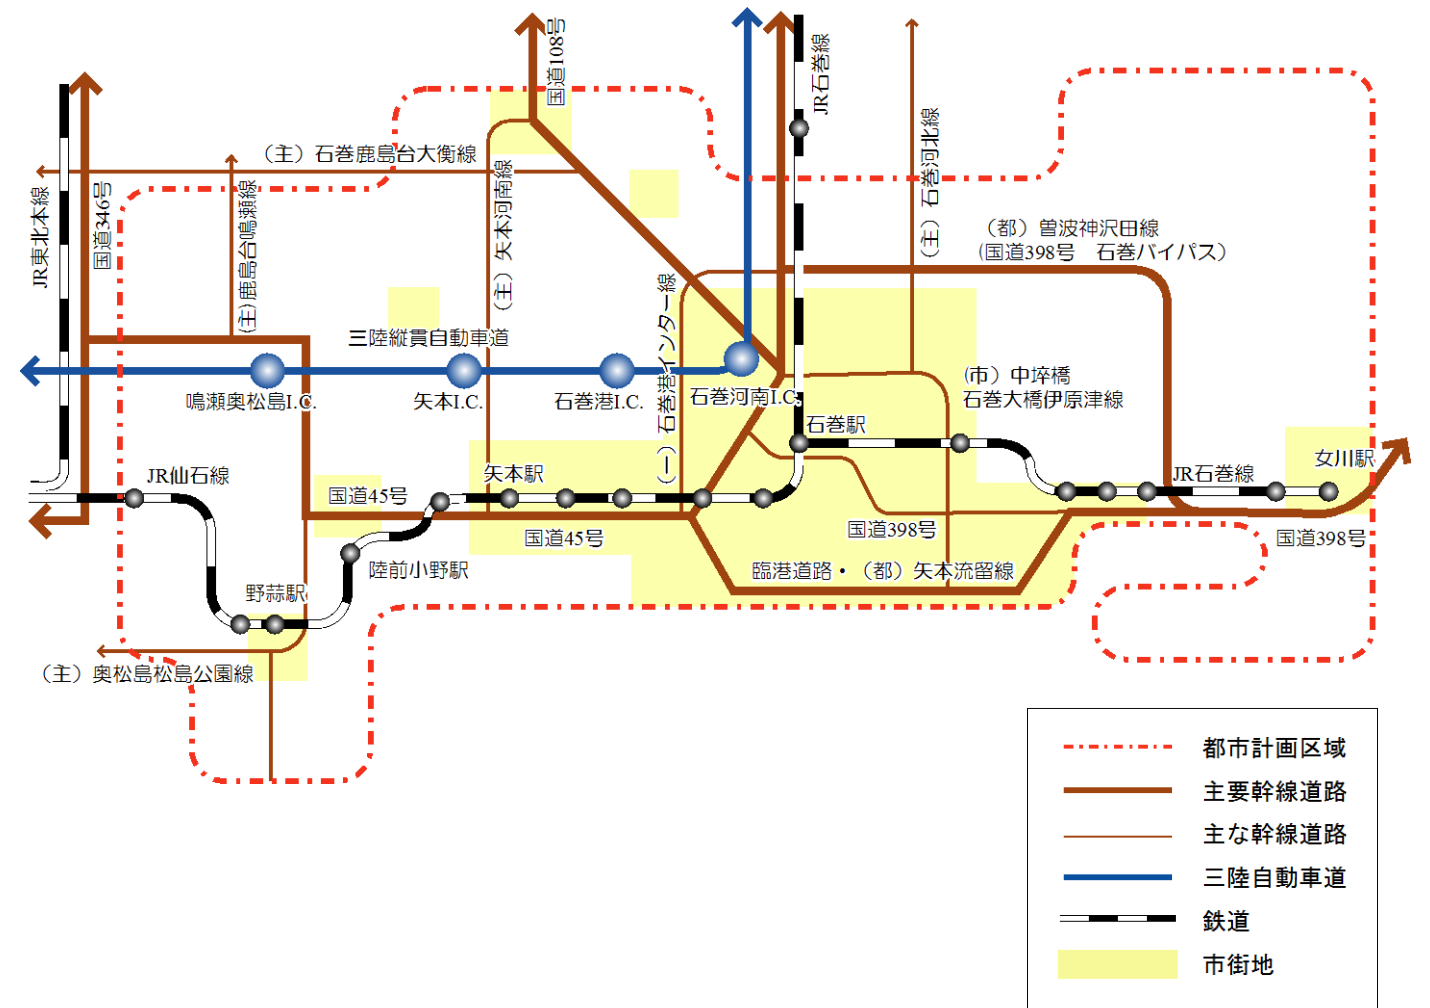 国道108号
JR石巻線
(主)石巻河北線
(主)石巻鹿島台大衡線
(主)矢本河南線
JR東北本線
国道346号
(主)鹿島台鳴瀬線
(都)曽波神沢田線
(国道398号 石巻バイパス)
三陸縦貫自動車道
(一)石巻港インター線
鳴瀬奥松島I.C.
矢本I.C.
石巻港I.C.
石巻河南I.C.
(市)中埣橋
石巻大橋伊原津線
石巻駅
女川駅
JR仙石線
矢本駅
JR石巻線
国道45号
国道45号
国道398号
国道398号
陸前小野駅
臨港道路・(都)矢本流留線
野蒜駅
(主)奥松島松島公園線
都市計画区域
主要幹線道路
主な幹線道路
三陸自動車道
鉄道
市街地